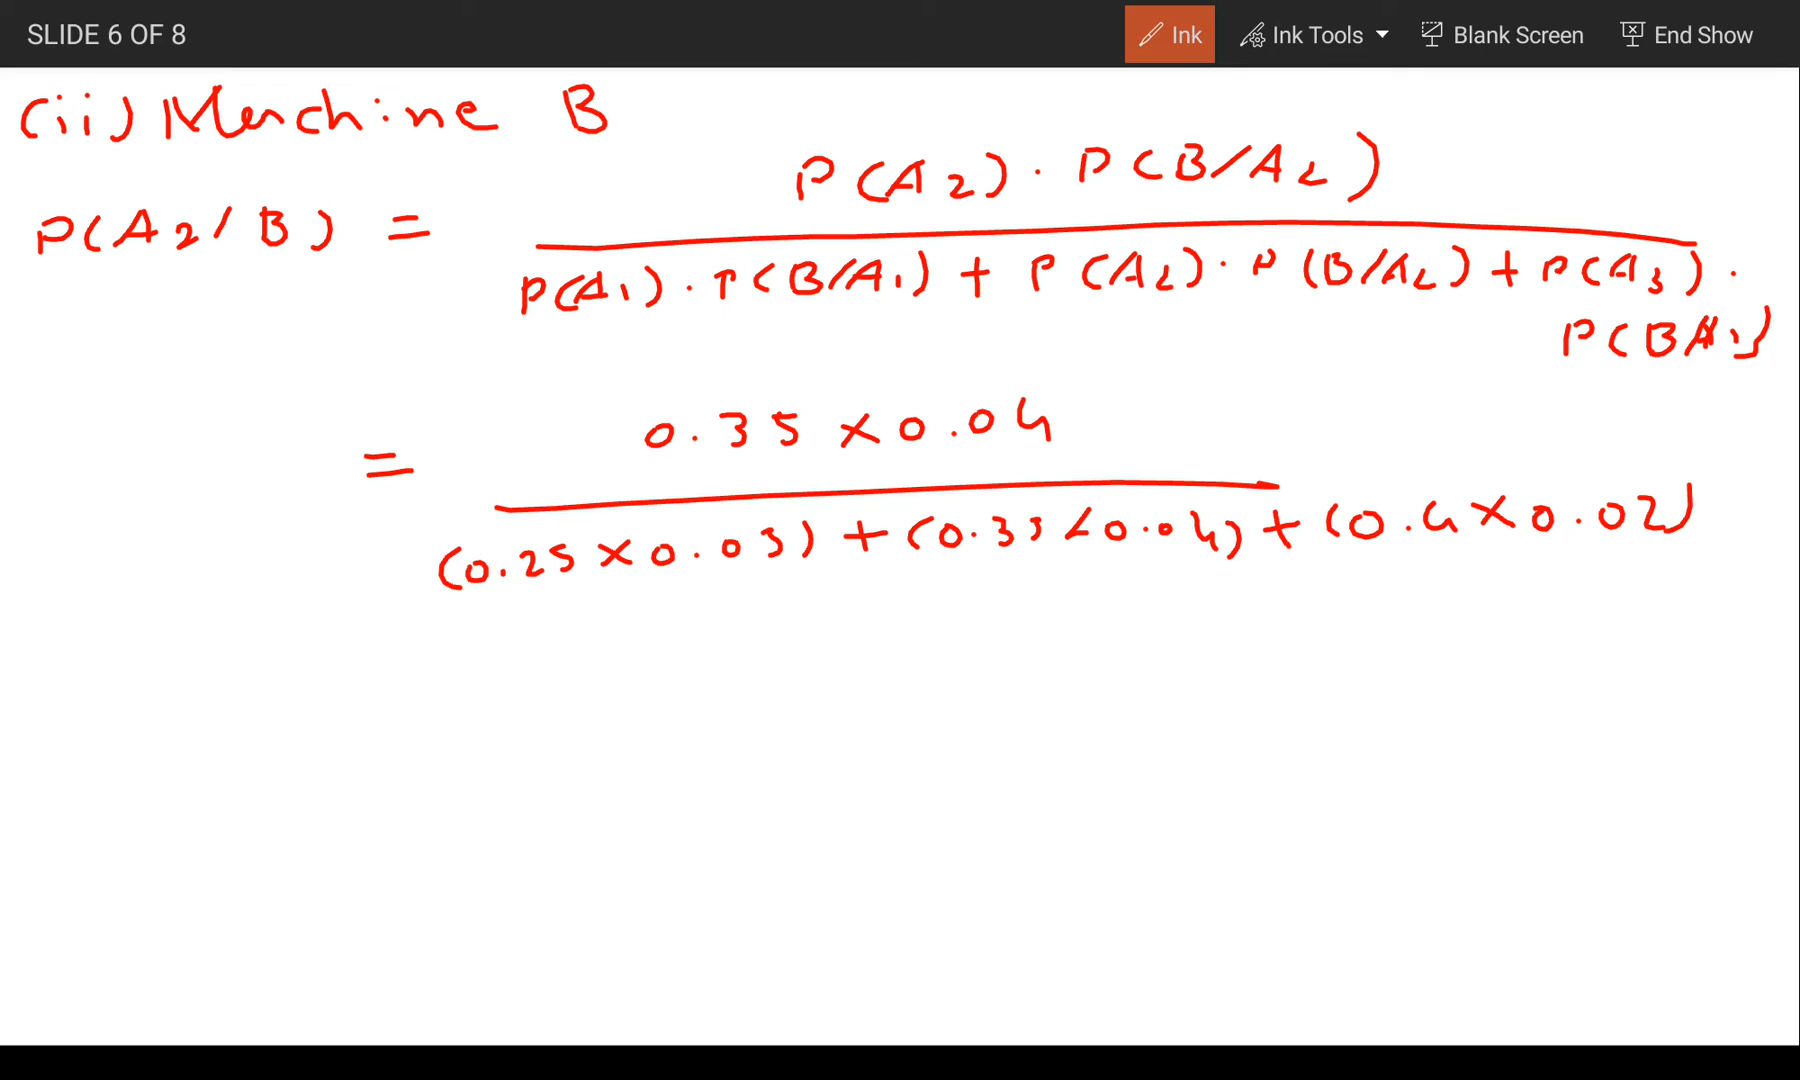 SLIDE 6 OF 8
Ink
Ink Tools
Blank Screen
End Show
(ii) Machine B
P(A2/B) = P(A2) . P(B/A2)
P(A1) . P(B/A1) + P(A2) . P(B/A2) + P(A3) .
P(B/A3)
= 0.35 × 0.04
(0.25 × 0.03) + (0.35 × 0.04) + (0.4 × 0.02)